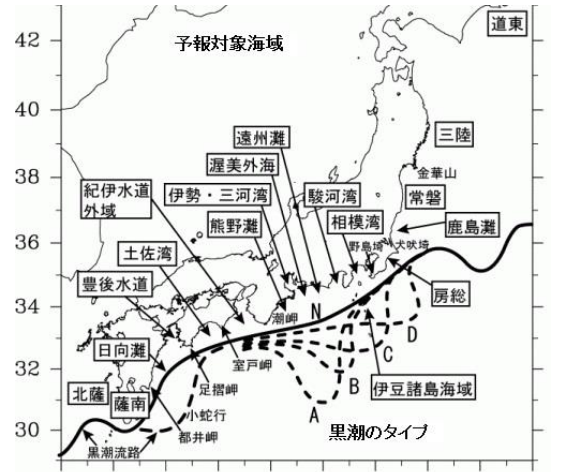 42
40
38
36
34
32
30
予報対象海域
道東
三陸
金華山
遠州灘
渥美外海
伊勢・三河湾
紀伊水道
外域
熊野灘
駿河湾
相模湾
常磐
鹿島灘
野島埼
犬吠埼
土佐湾
豊後水道
日向灘
北薩
薩南
潮岬
室戸岬
足摺岬
都井岬
小蛇行
黒潮流路
房総
伊豆諸島海域
N
A
B
C
D
黒潮のタイプ